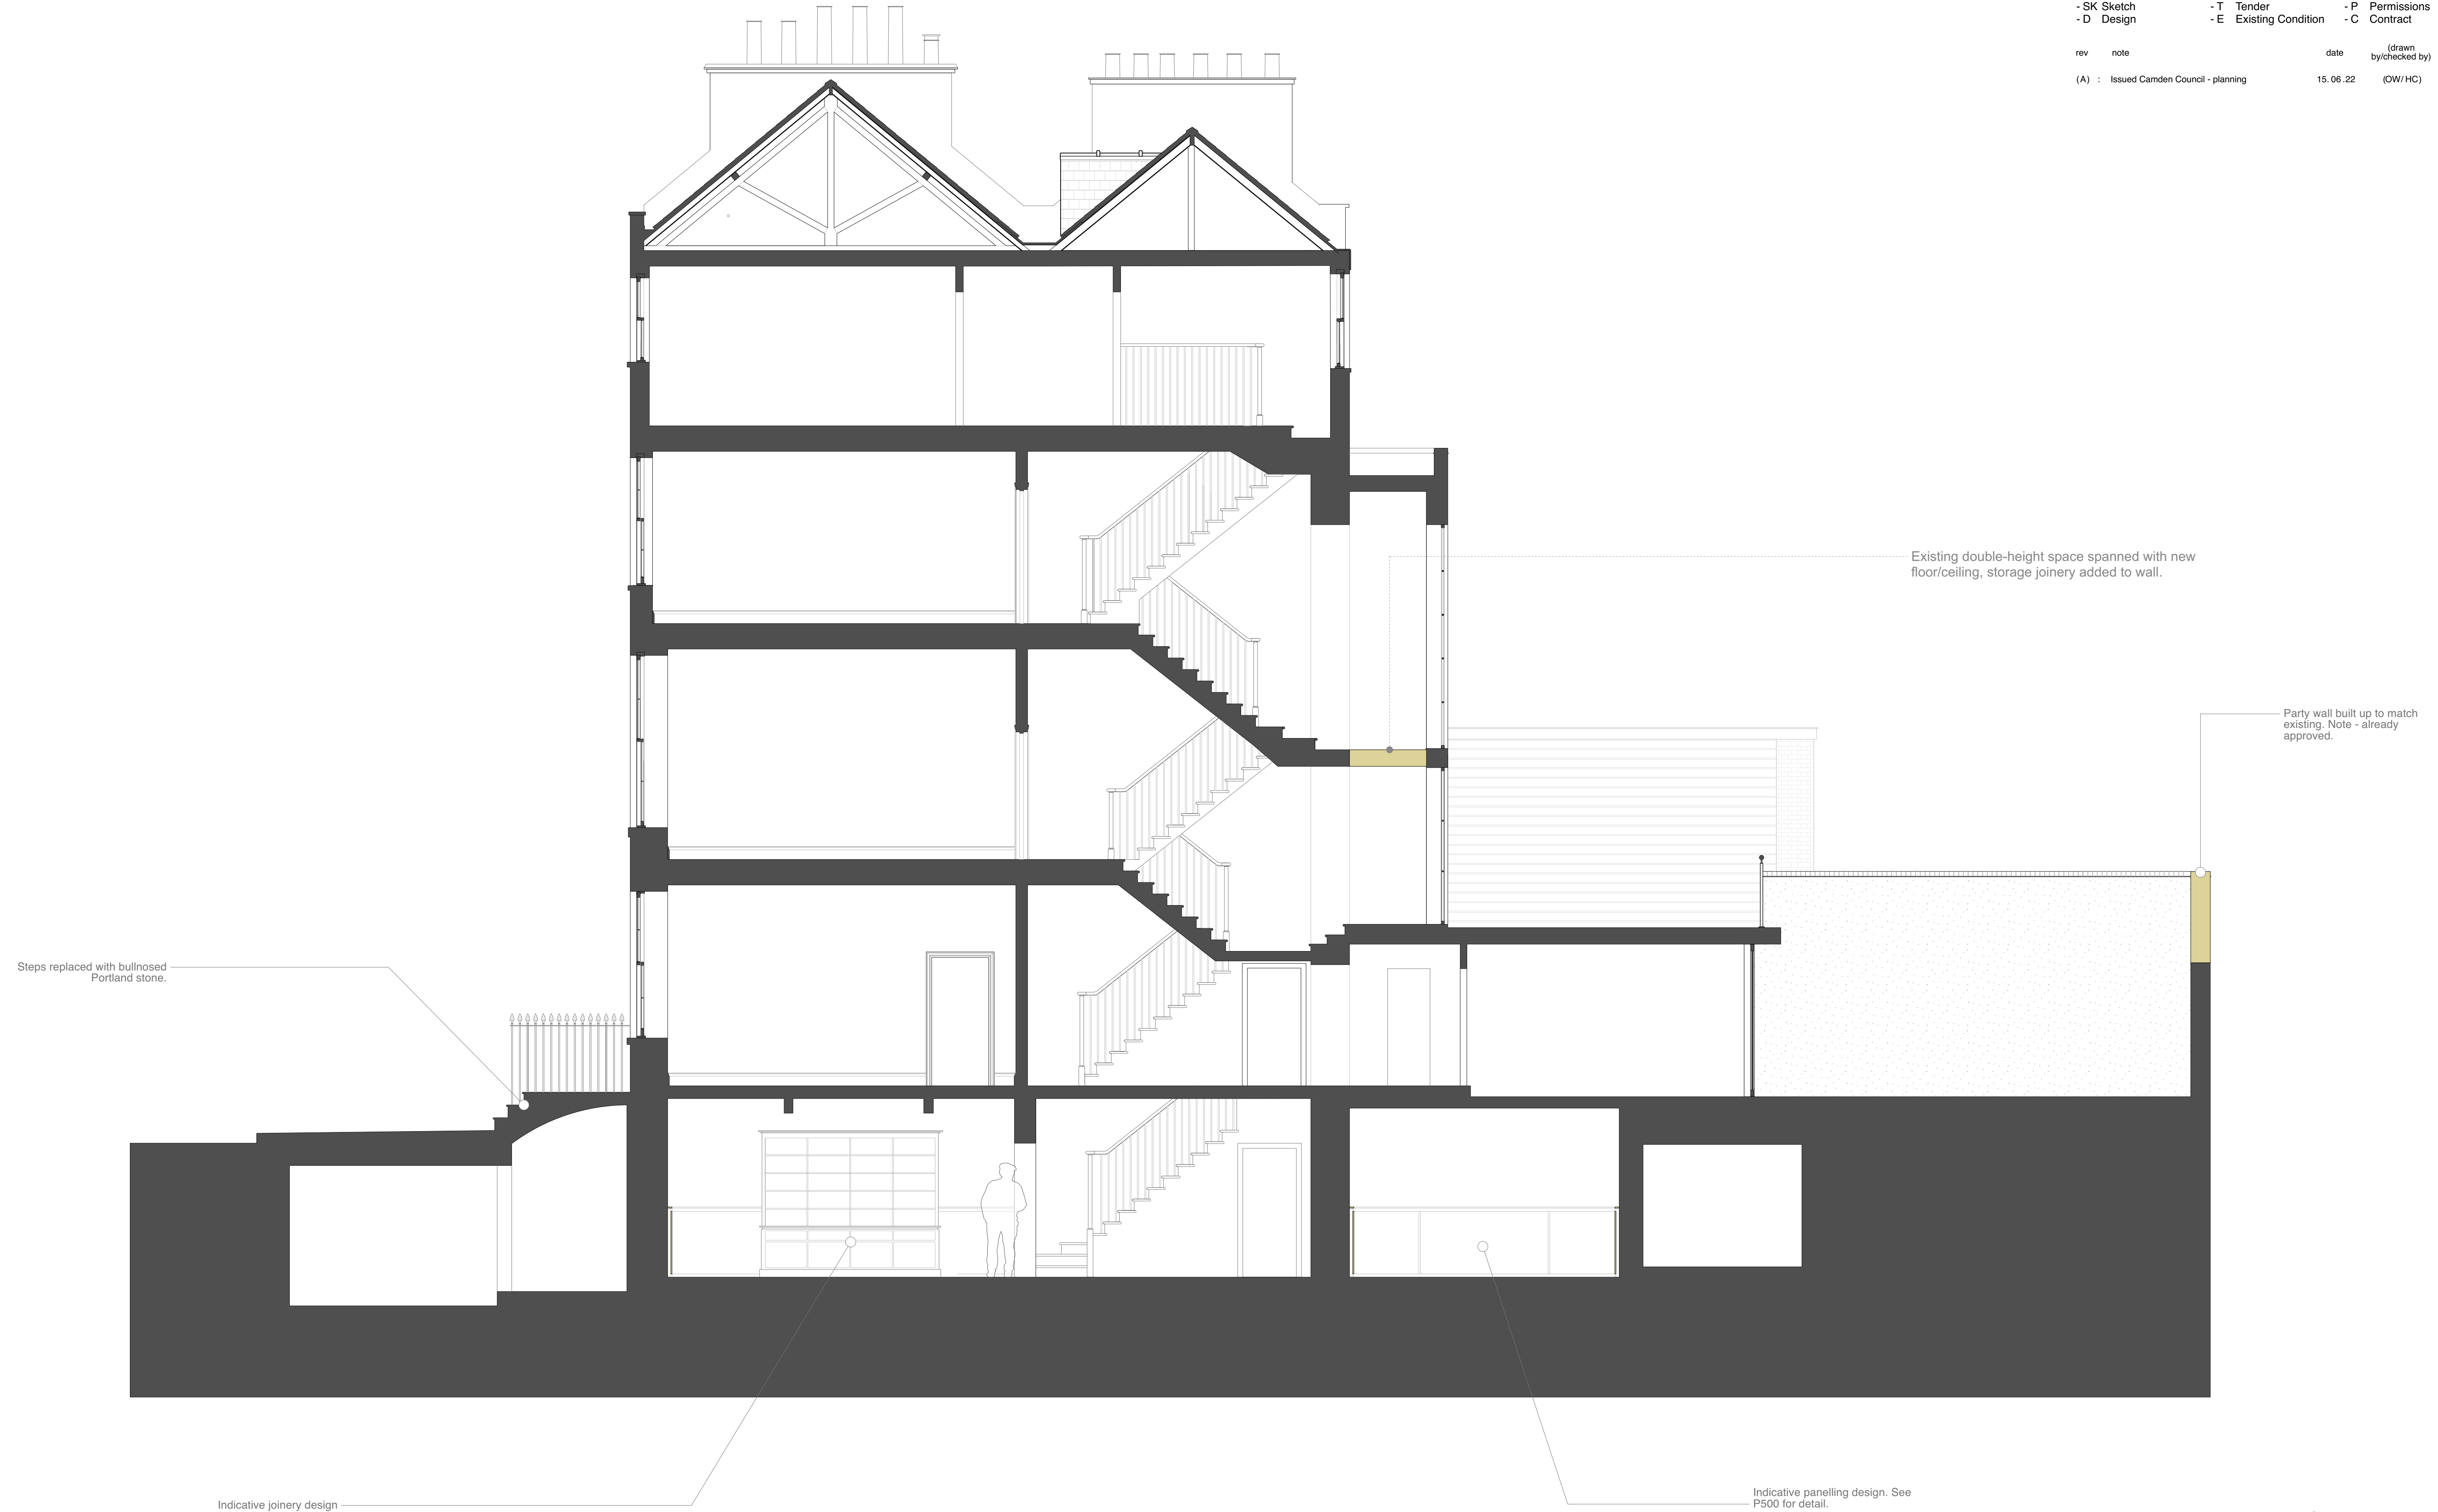 - SK Sketch - T Tender - P Permissions
- D Design - E Existing Condition - C Contract
rev note date (drawn by/checked by)
(A) : Issued Camden Council - planning 15.06.22 (OW/HC)
Existing double-height space spanned with new
floor/ceiling, storage joinery added to wall.
Party wall built up to match
existing. Note - already
approved.
Steps replaced with bullnosed
Portland stone.
Indicative joinery design
Indicative panelling design. See
P500 for detail.